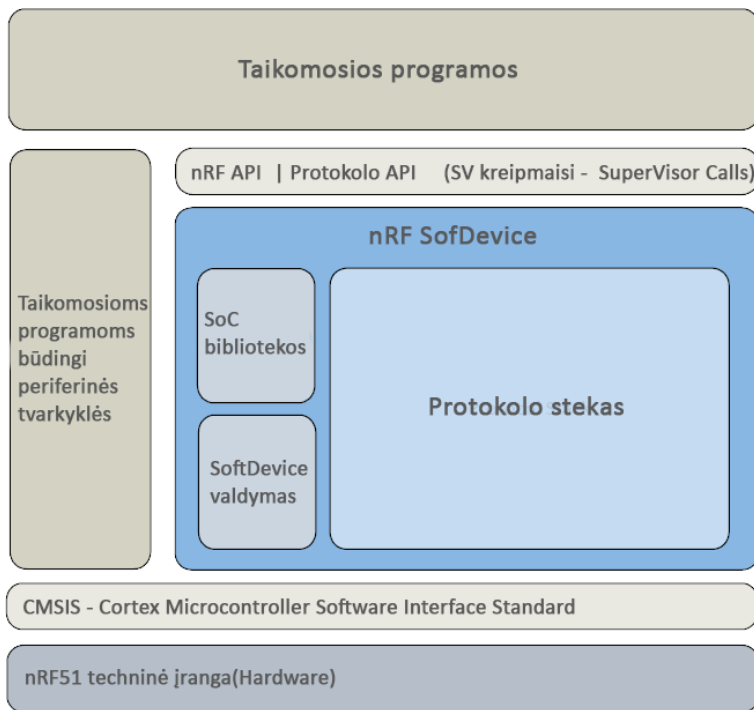 Taikomosios programos
nRF API | Protokolo API (SV kreipmaisi - SuperVisor Calls)
nRF SofDevice
Taikomosioms
programoms
būdingi
periferinės
tvarkyklės
SoC
bibliotekos
SoftDevice
valdymas
Protokolo stekas
CMSIS - Cortex Microcontroller Software Interface Standard
nRF51 techninė įranga(Hardware)